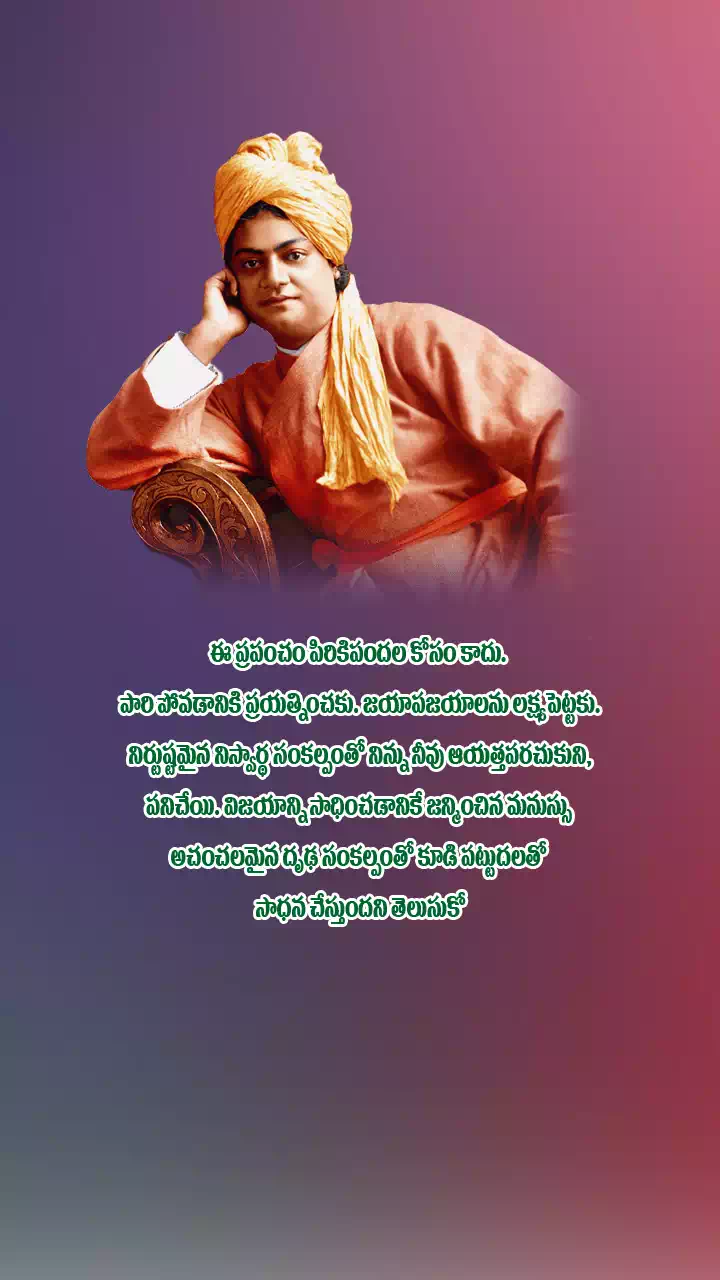 ఈ ప్రపంచం పిరికిపందల కోసం కాదు.
పారి పోవడానికి ప్రయత్నించకు. జయాపజయాలను లక్ష్యపెట్టకు.
నిర్దుష్టమైన నిస్వార్థ సంకల్పంతో నిన్ను నీవు ఆయత్తపరచుకుని,
పనిచేయి. విజయాన్ని సాధించడానికే జన్మించిన మనుస్సు
అచంచలమైన దృఢ సంకల్పంతో కూడి పట్టుదలతో
సాధన చేస్తుందని తెలుసుకో